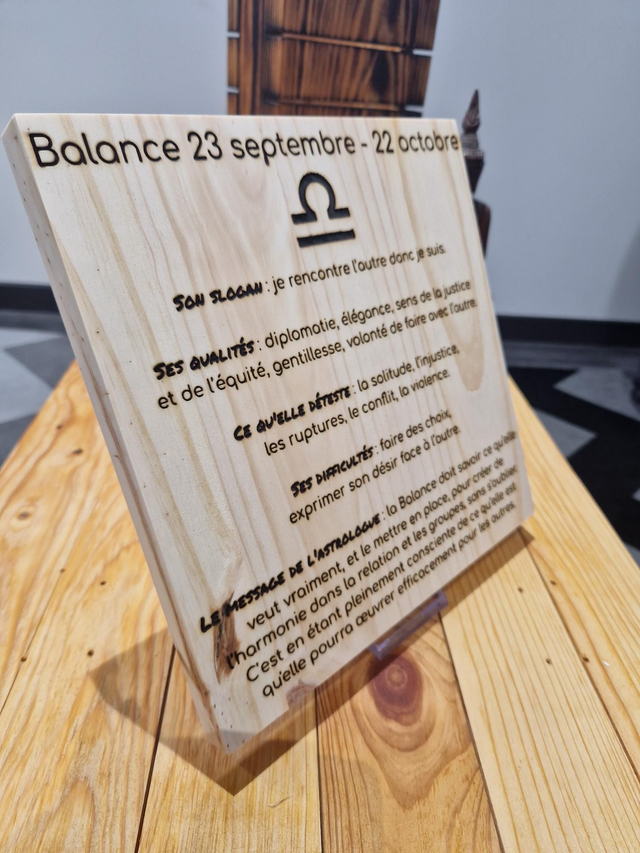 Balance 23 septembre - 22 octobre
Son slogan : je rencontre l'autre donc je suis.
Ses qualités : diplomatie, élégance, sens de la justice
et de l'équité, gentillesse, volonté de faire avec l'autre.
Ce qu'elle déteste : la solitude, l'injustice,
les ruptures, le conflit, la violence.
Ses difficultés : faire des choix,
exprimer son désir face à l'autre.
Le message de l'astrologue : la Balance doit savoir ce qu'elle
veut vraiment, et le mettre en place, pour créer de
l'harmonie dans la relation et les groupes, sans s'oublier.
C'est en étant pleinement consciente de ce qu'elle est,
qu'elle pourra œuvrer efficacement pour les autres.